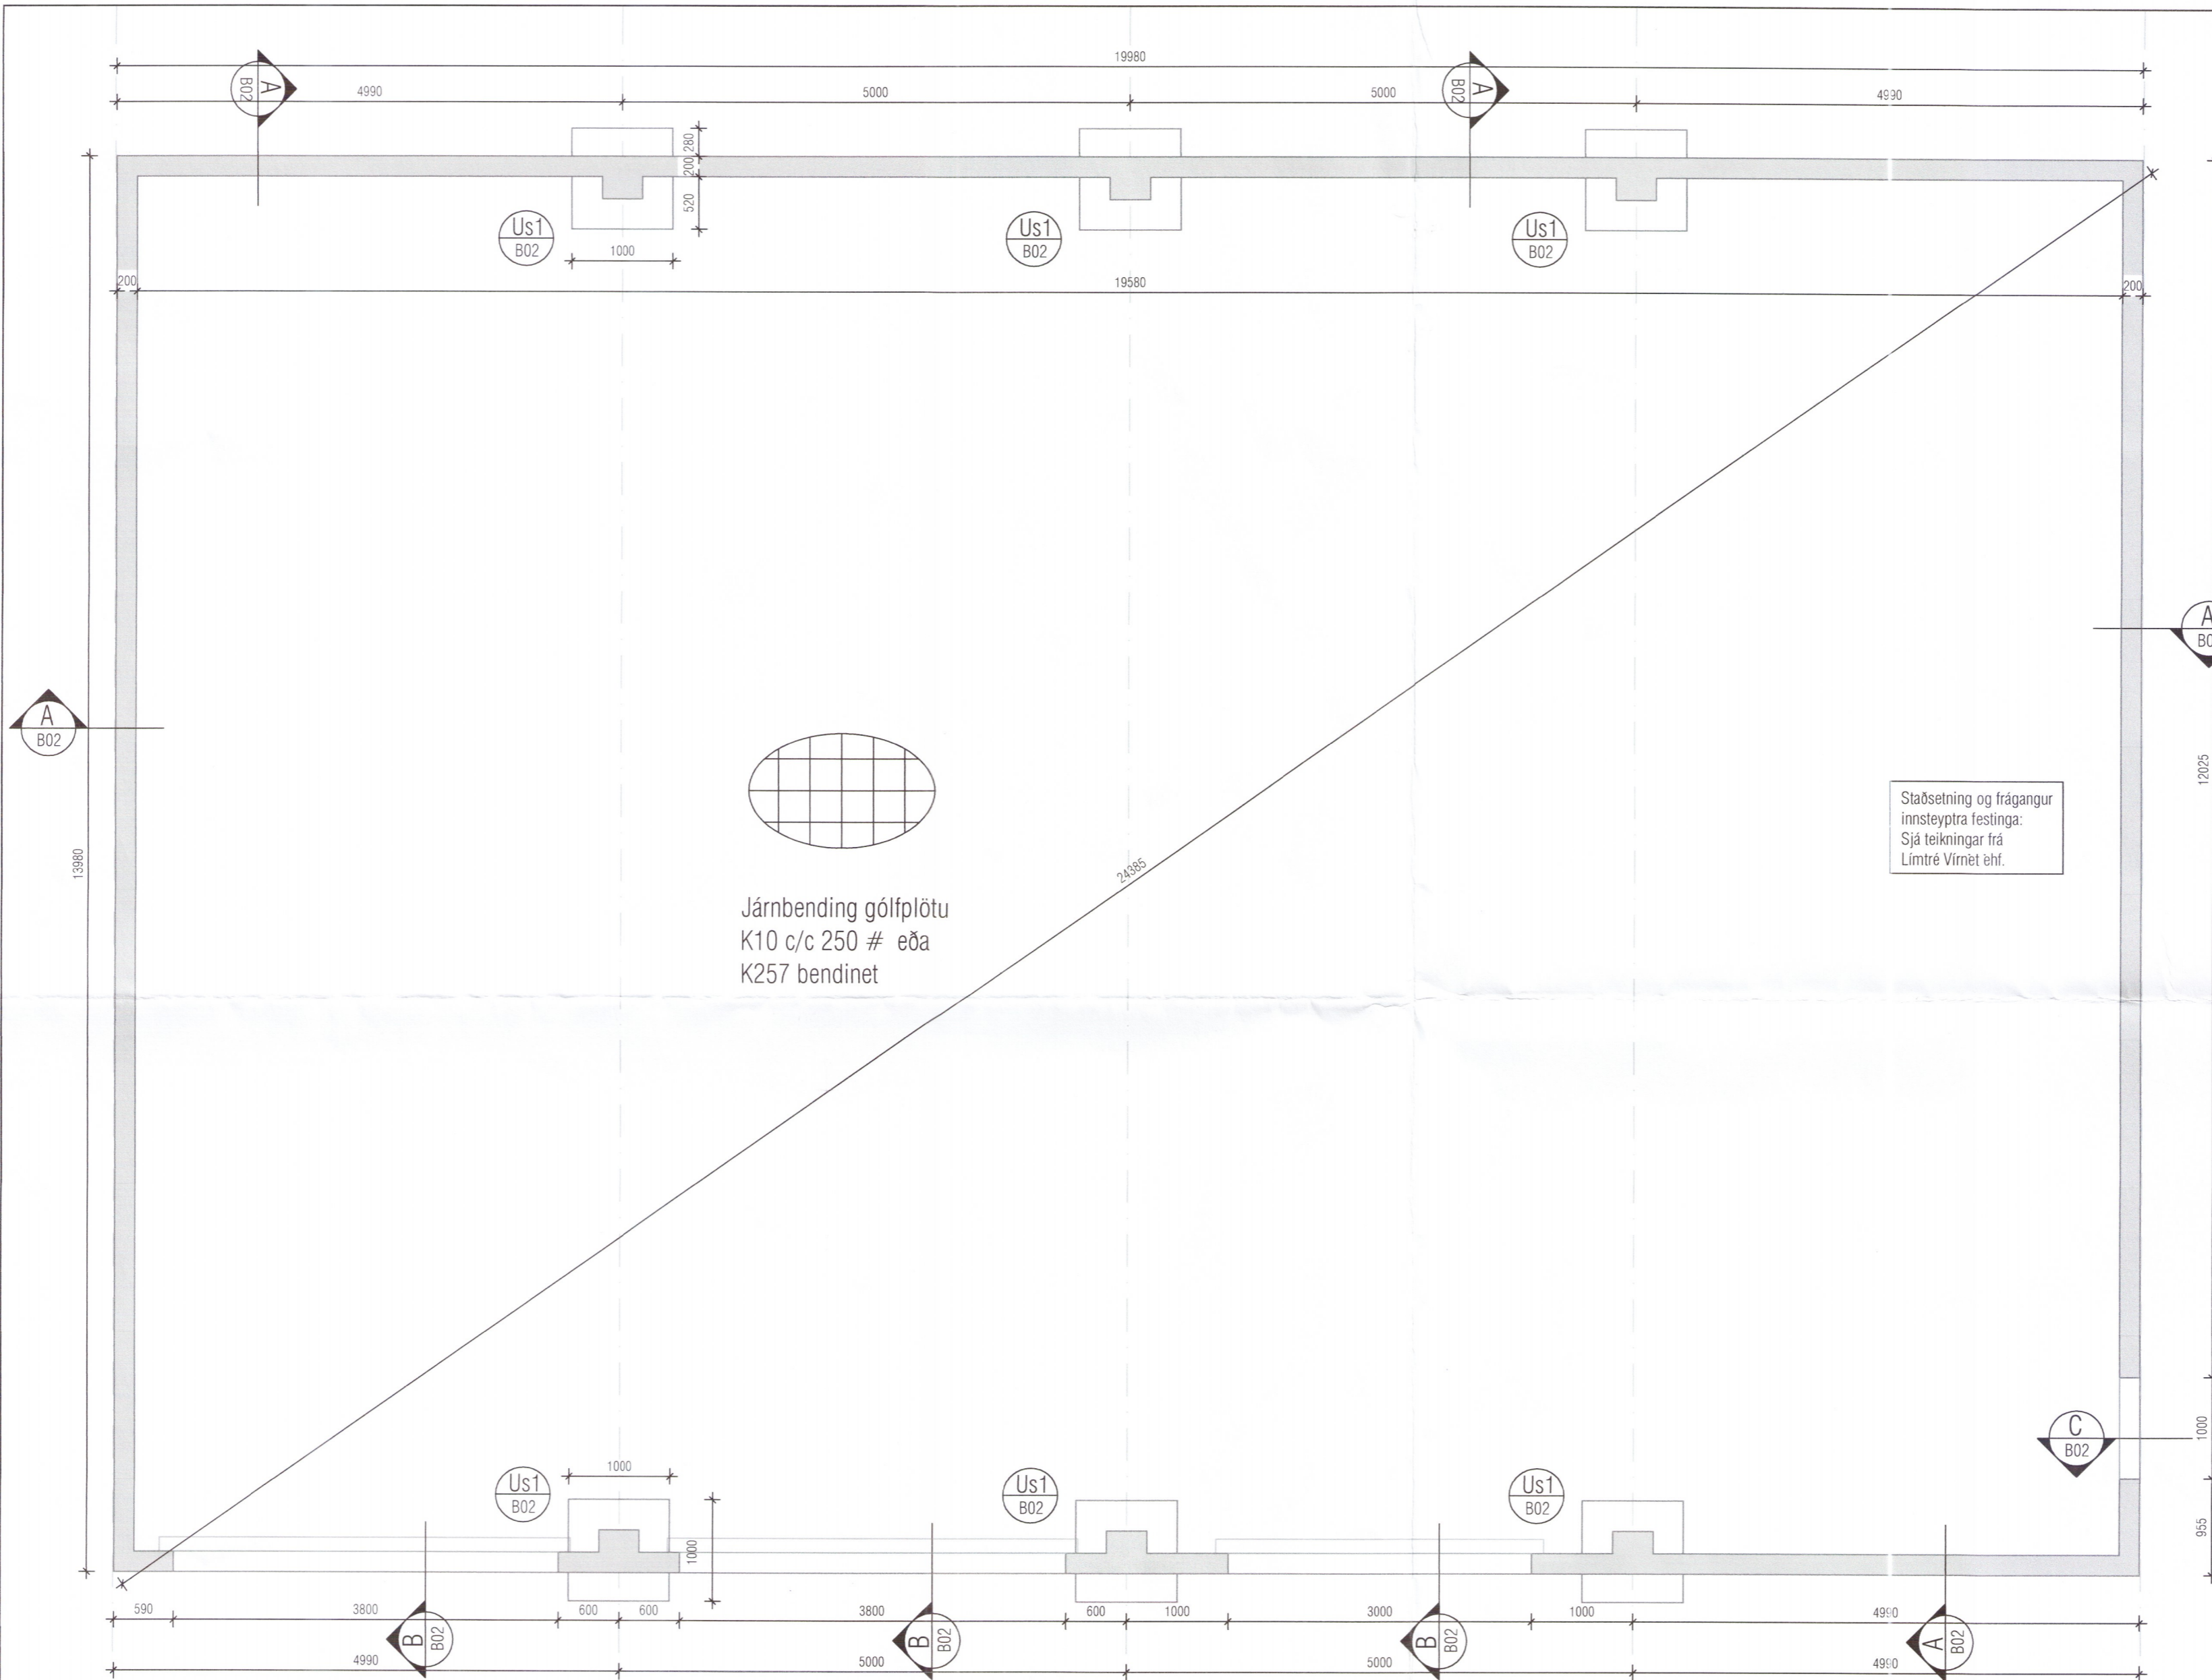 19980
4990
5000
5000
4990
A
B02
A
B02
280
200
520
1000
Us1
B02
Us1
B02
Us1
B02
200
19580
200
13980
A
B02
A
12025
Staðsetning og frágangur
innsteyptra festinga:
Sjá teikningar frá
Límtré Vírnet ehf.
24385
Járnbending gólfplötu
K10 c/c 250 # eða
K257 bendinet
C
B02
1000
955
Us1
B02
1000
1000
Us1
B02
Us1
B02
590
3800
600
600
3800
600
1000
3000
1000
4990
B
B02
B
B02
B
B02
A
B02
4990
5000
5000
4990